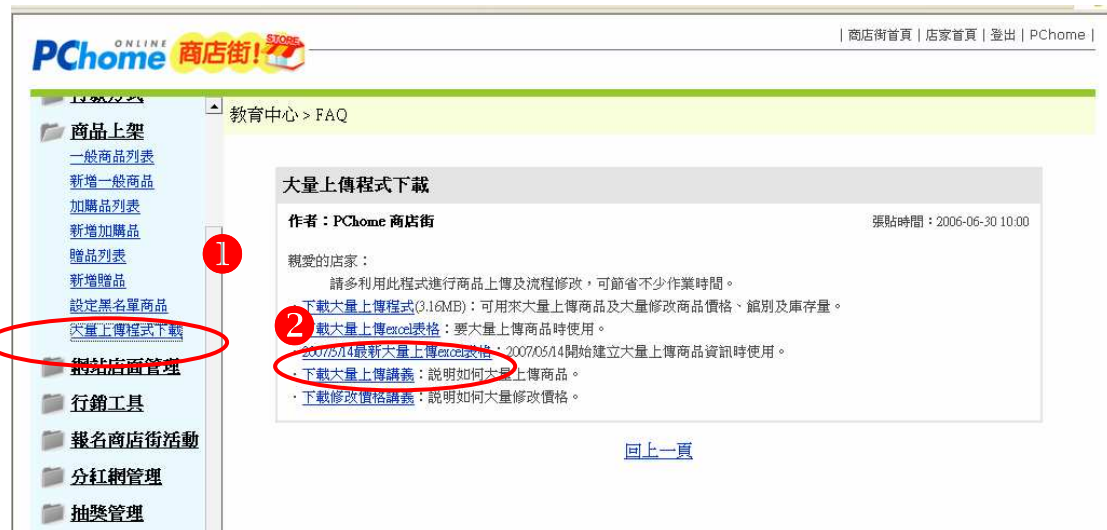 PChome ONLINE 商店街! STORE
| 商店街首頁 | 店家首頁 | 登出 | PChome |
付款方式
商品上架
一般商品列表
新增一般商品
加購品列表
新增加購品
贈品列表
新增贈品
設定黑名單商品
大量上傳程式下載
網站店面管理
行銷工具
報名商店街活動
分紅網管理
抽獎管理
1
教育中心 > FAQ
大量上傳程式下載
作者:PChome 商店街 張貼時間:2006-06-30 10:00
親愛的店家:
請多利用此程式進行商品上傳及流程修改,可節省不少作業時間。
· 下載大量上傳程式(3.16MB):可用來大量上傳商品及大量修改商品價格、館別及庫存量。
2
載大量上傳excel表格:要大量上傳商品時使用。
· 2007/5/14最新大量上傳excel表格:2007/05/14開始建立大量上傳商品資訊時使用。
· 下載大量上傳講義:説明如何大量上傳商品。
· 下載修改價格講義:説明如何大量修改價格。
回上一頁